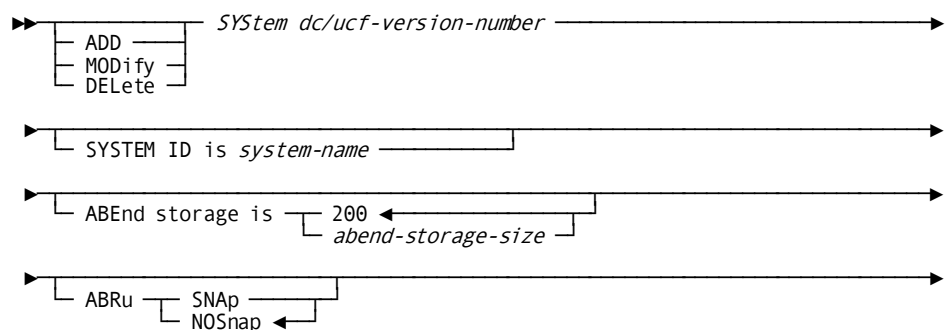 SYStem dc/ucf-version-number
ADD
MODify
DELete
SYSTEM ID is system-name
ABEnd storage is 200
abend-storage-size
ABRu SNAp
NOSnap